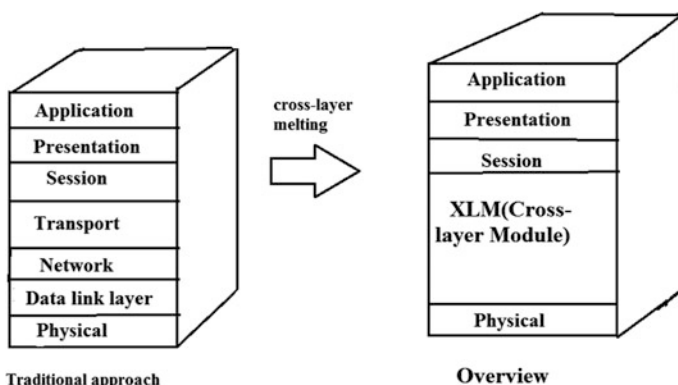 Application
Presentation
Session
Transport
Network
Data link layer
Physical
Traditional approach
cross-layer
melting
Application
Presentation
Session
XLM(Cross-
layer Module)
Physical
Overview